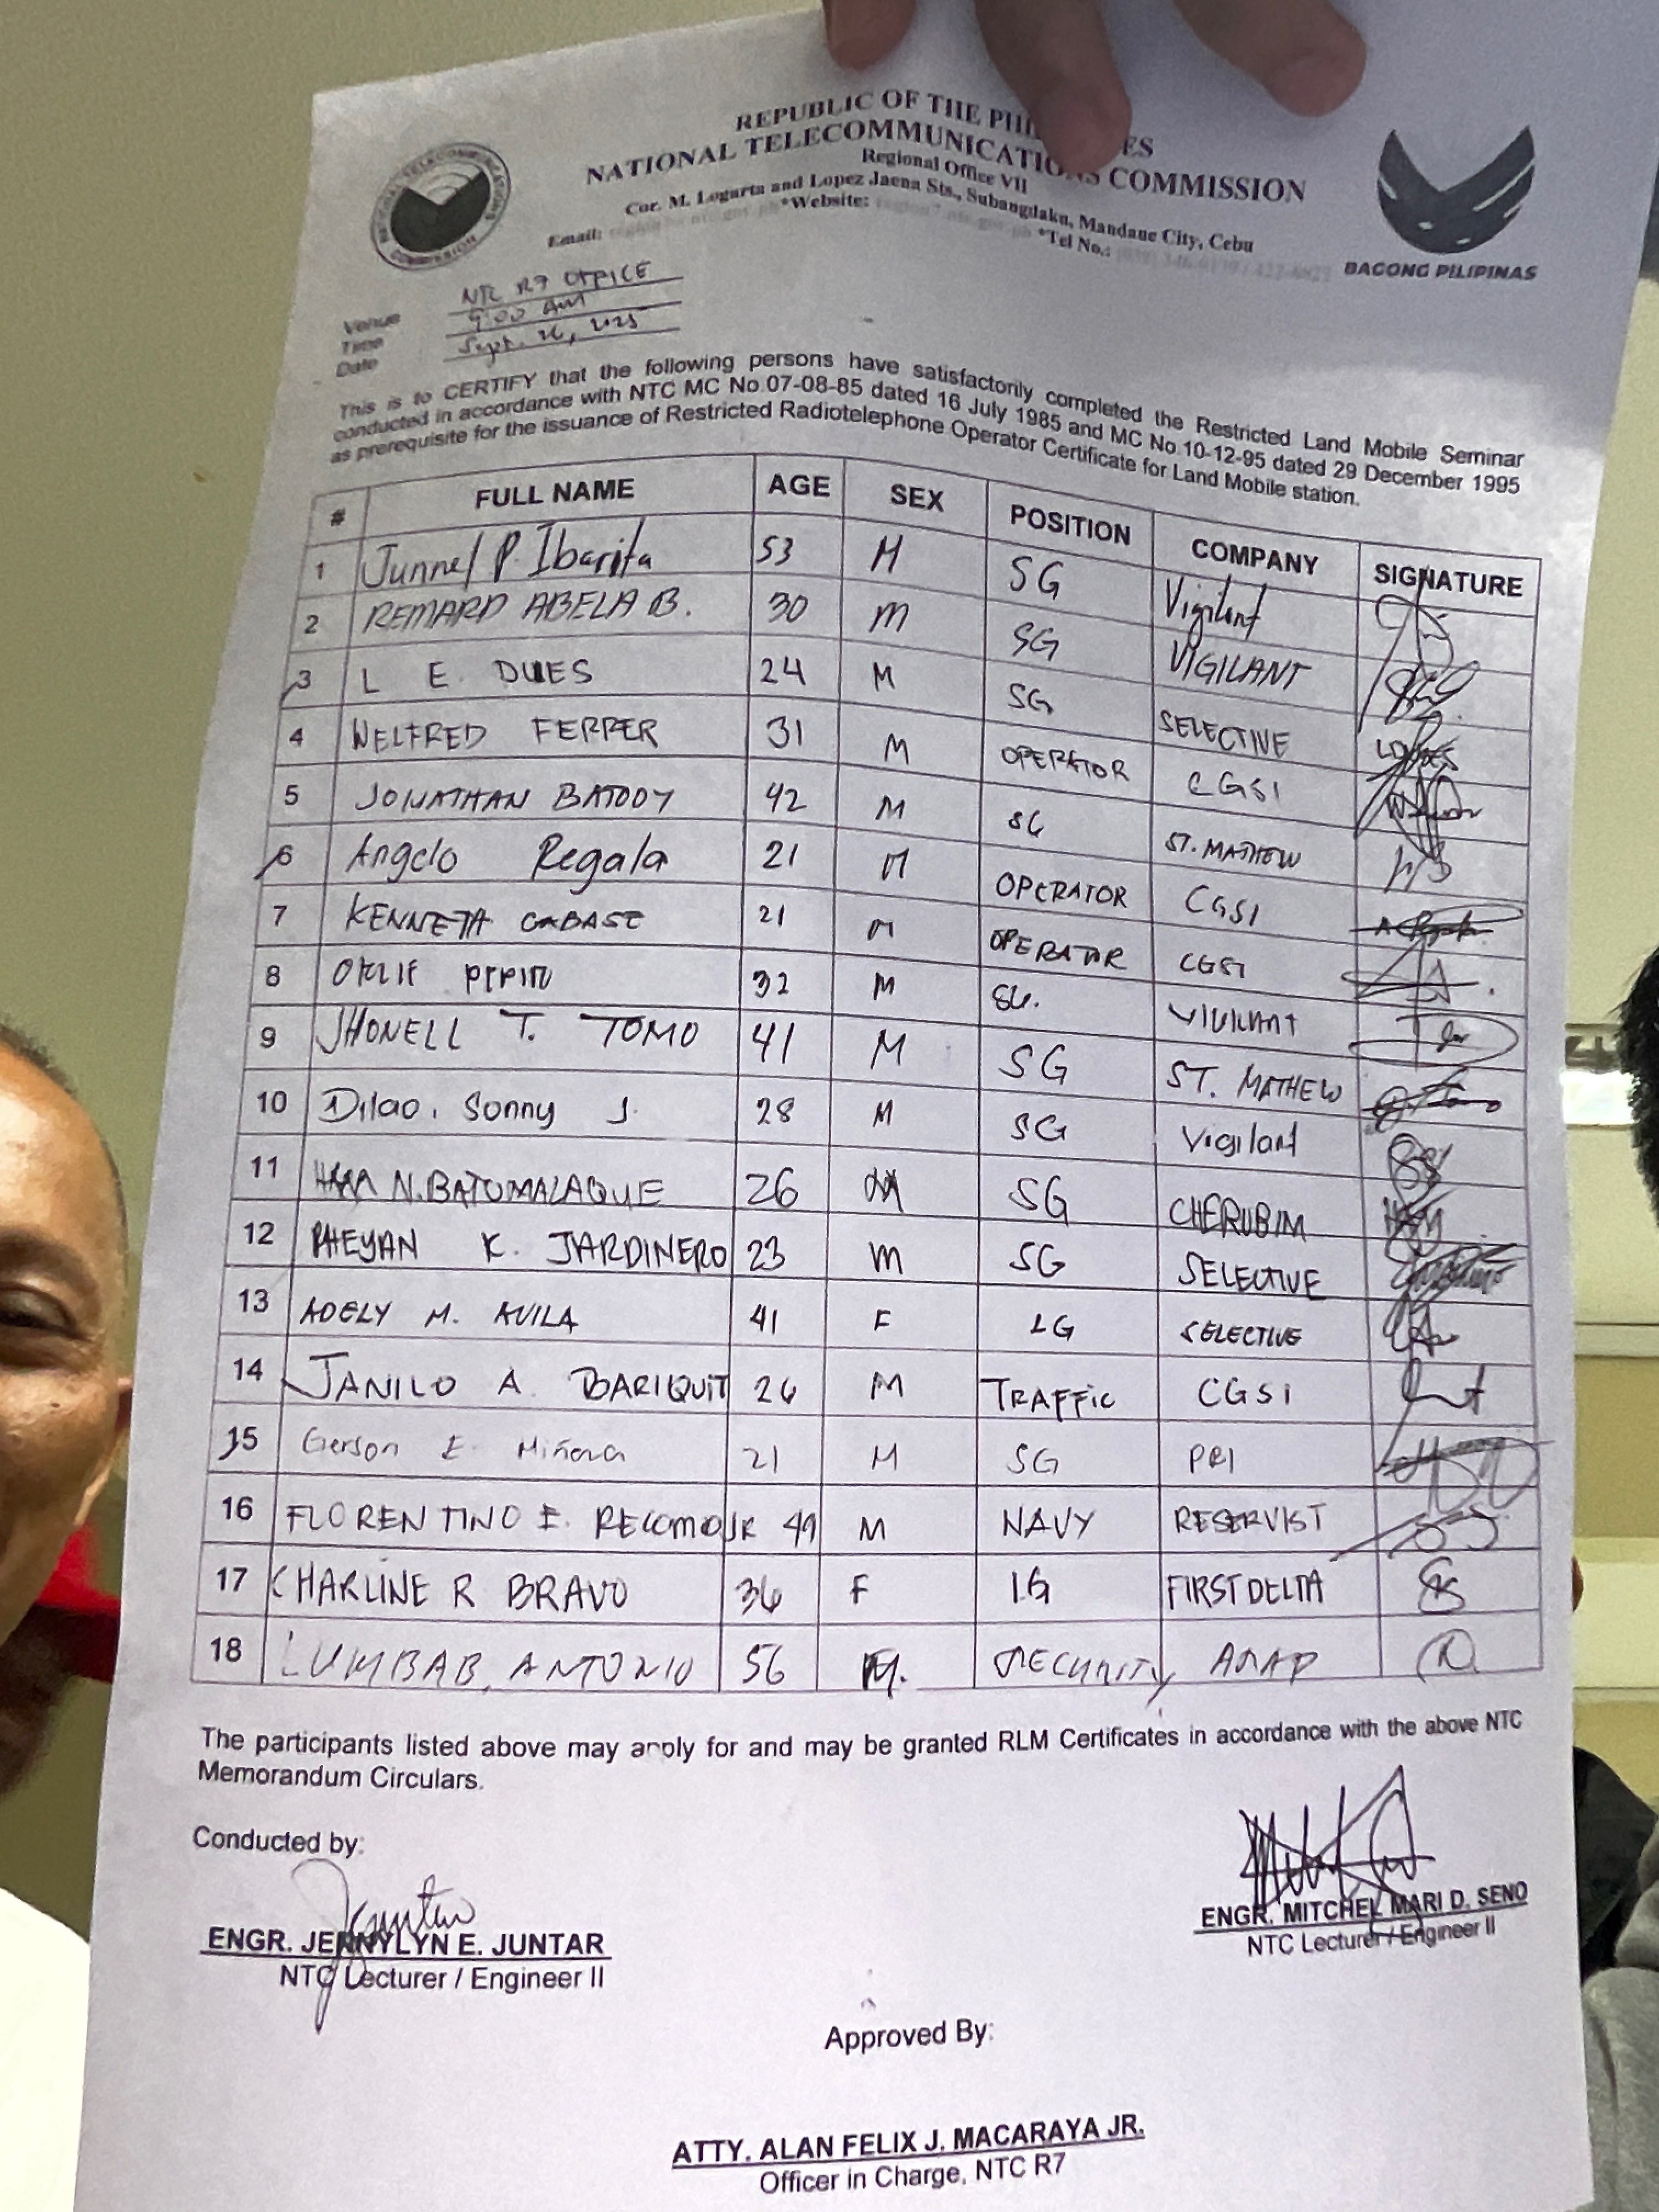 REPUBLIC OF THE PHI ES
NATIONAL TELECOMMUNICATIONS COMMISSION
Regional Office VII
Cor. M. Logarta and Lopez Jaena Sts., Subangdaku, Mandaue City, Cebu
Email: *Website: *Tel No.:
NATIONAL TELECOMMUNICATIONS COMMISSION
BAGONG PILIPINAS
Venue NTC R7 OFFICE
Time 9:00 AM
Date Sept. 26, 2025
This is to CERTIFY that the following persons have satisfactorily completed the Restricted Land Mobile Seminar
conducted in accordance with NTC MC No.07-08-85 dated 16 July 1985 and MC No.10-12-95 dated 29 December 1995
as prerequisite for the issuance of Restricted Radiotelephone Operator Certificate for Land Mobile station.
# FULL NAME AGE SEX POSITION COMPANY SIGNATURE
1 Junnel P. Ibarita 53 M SG Vigilant
2 REMARD ABELA B. 30 M SG VIGILANT
3 L E. DUES 24 M SG SELECTIVE
4 WELFRED FERRER 31 M OPERATOR CGSI
5 JONATHAN BATODY 42 M SG ST. MATHEW
6 Angelo Regala 21 M OPERATOR CGSI
7 KENNETH CABASE 21 M OPERATOR CGSI
8 PEPITO 32 M SG. VIGILANT
9 JHONELL T. TOMO 41 M SG ST. MATHEW
10 Dilao, Sonny J. 28 M SG Vigilant
11 N. BATUMALAQUE 26 M SG CHERUBIM
12 RHEYAN K. JARDINERO 23 M SG SELECTIVE
13 ADELY M. AVILA 41 F LG SELECTIVE
14 JANILO A. BARIQUIT 26 M TRAFFIC CGSI
15 Gerson E. Miñoza 21 M SG PRI
16 FLORENTINO E. RECOMO JR 49 M NAVY RESERVIST
17 CHARLINE R BRAVO 36 F LG FIRST DELTA
18 LUMBAB, ANTONIO 56 M. SECURITY ASAP
The participants listed above may apply for and may be granted RLM Certificates in accordance with the above NTC
Memorandum Circulars.
Conducted by:
ENGR. JENNYLYN E. JUNTAR
NTC Lecturer / Engineer II
ENGR. MITCHEL MARI D. SENO
NTC Lecturer / Engineer II
Approved By:
ATTY. ALAN FELIX J. MACARAYA JR.
Officer in Charge, NTC R7